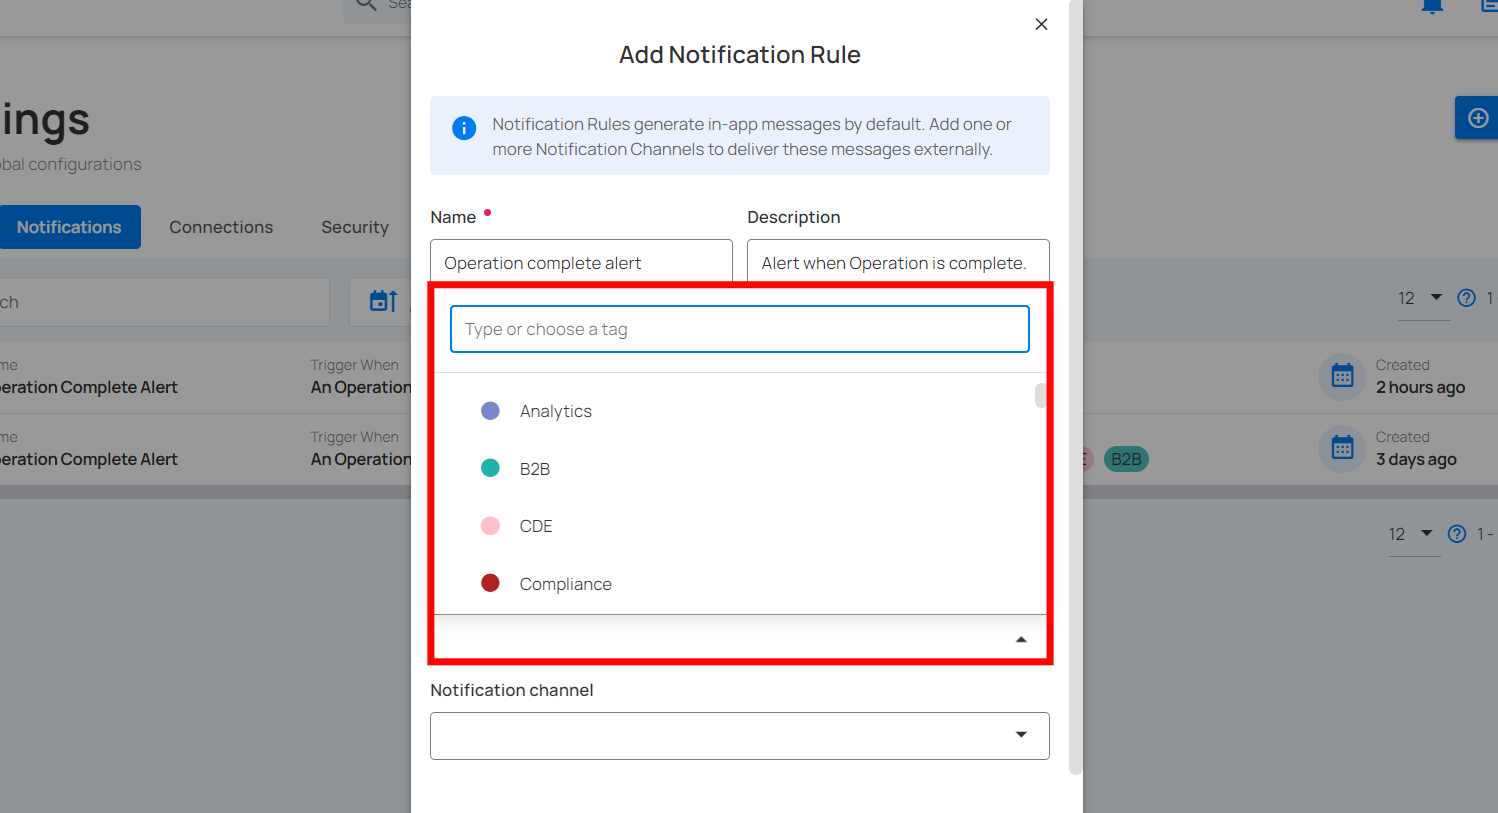 Add Notification Rule
Notification Rules generate in-app messages by default. Add one or
more Notification Channels to deliver these messages externally.
Name
Description
Operation complete alert
Alert when Operation is complete.
Type or choose a tag
Analytics
B2B
CDE
Compliance
Notification channel
ings
bal configurations
Notifications
Connections
Security
ch
12
1
me
Trigger When
Created
eration Complete Alert
An Operation
2 hours ago
me
Trigger When
Created
eration Complete Alert
An Operation
B2B
3 days ago
12
1 -